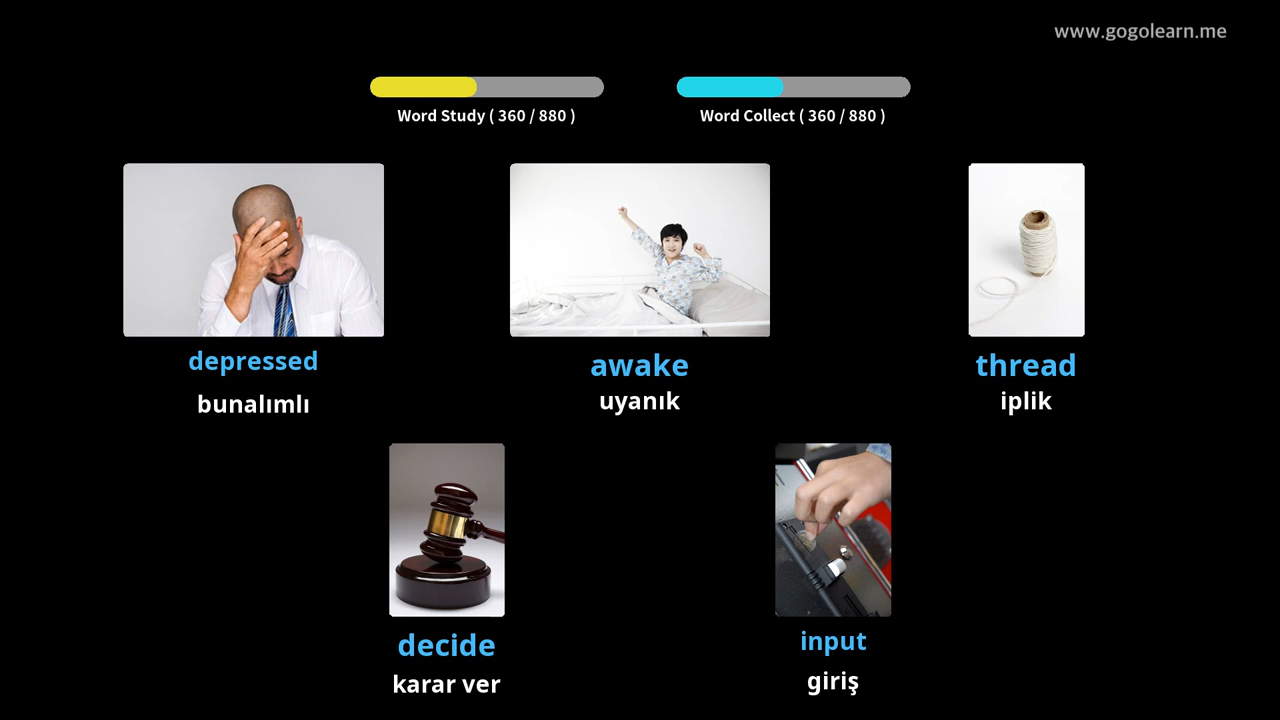 www.gogolearn.me
Word Study ( 360 / 880 )
Word Collect ( 360 / 880 )
depressed
bunalımlı
awake
uyanık
thread
iplik
decide
karar ver
input
giriş